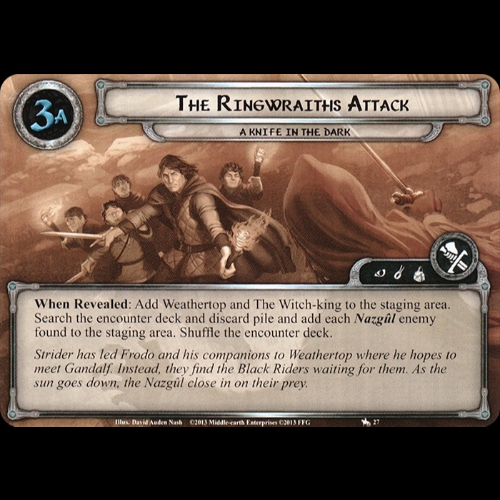 3A
The Ringwraiths Attack
A Knife in the Dark
When Revealed: Add Weathertop and The Witch-king to the staging area.
Search the encounter deck and discard pile and add each Nazgûl enemy
found to the staging area. Shuffle the encounter deck.
Strider has led Frodo and his companions to Weathertop where he hopes to
meet Gandalf. Instead, they find the Black Riders waiting for them. As the
sun goes down, the Nazgûl close in on their prey.
Illus. David Auden Nash ©2013 Middle-earth Enterprises ©2013 FFG 27